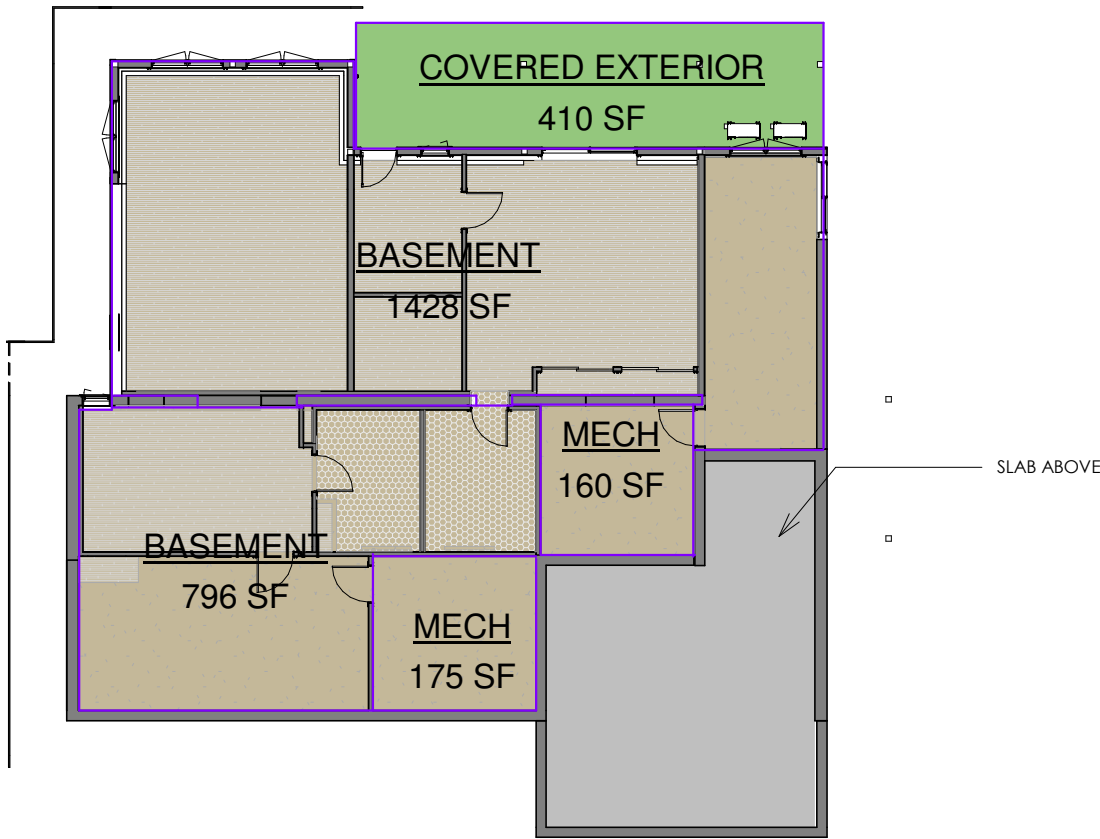 COVERED EXTERIOR
410 SF
BASEMENT
1428 SF
MECH
160 SF
SLAB ABOVE
BASEMENT
796 SF
MECH
175 SF